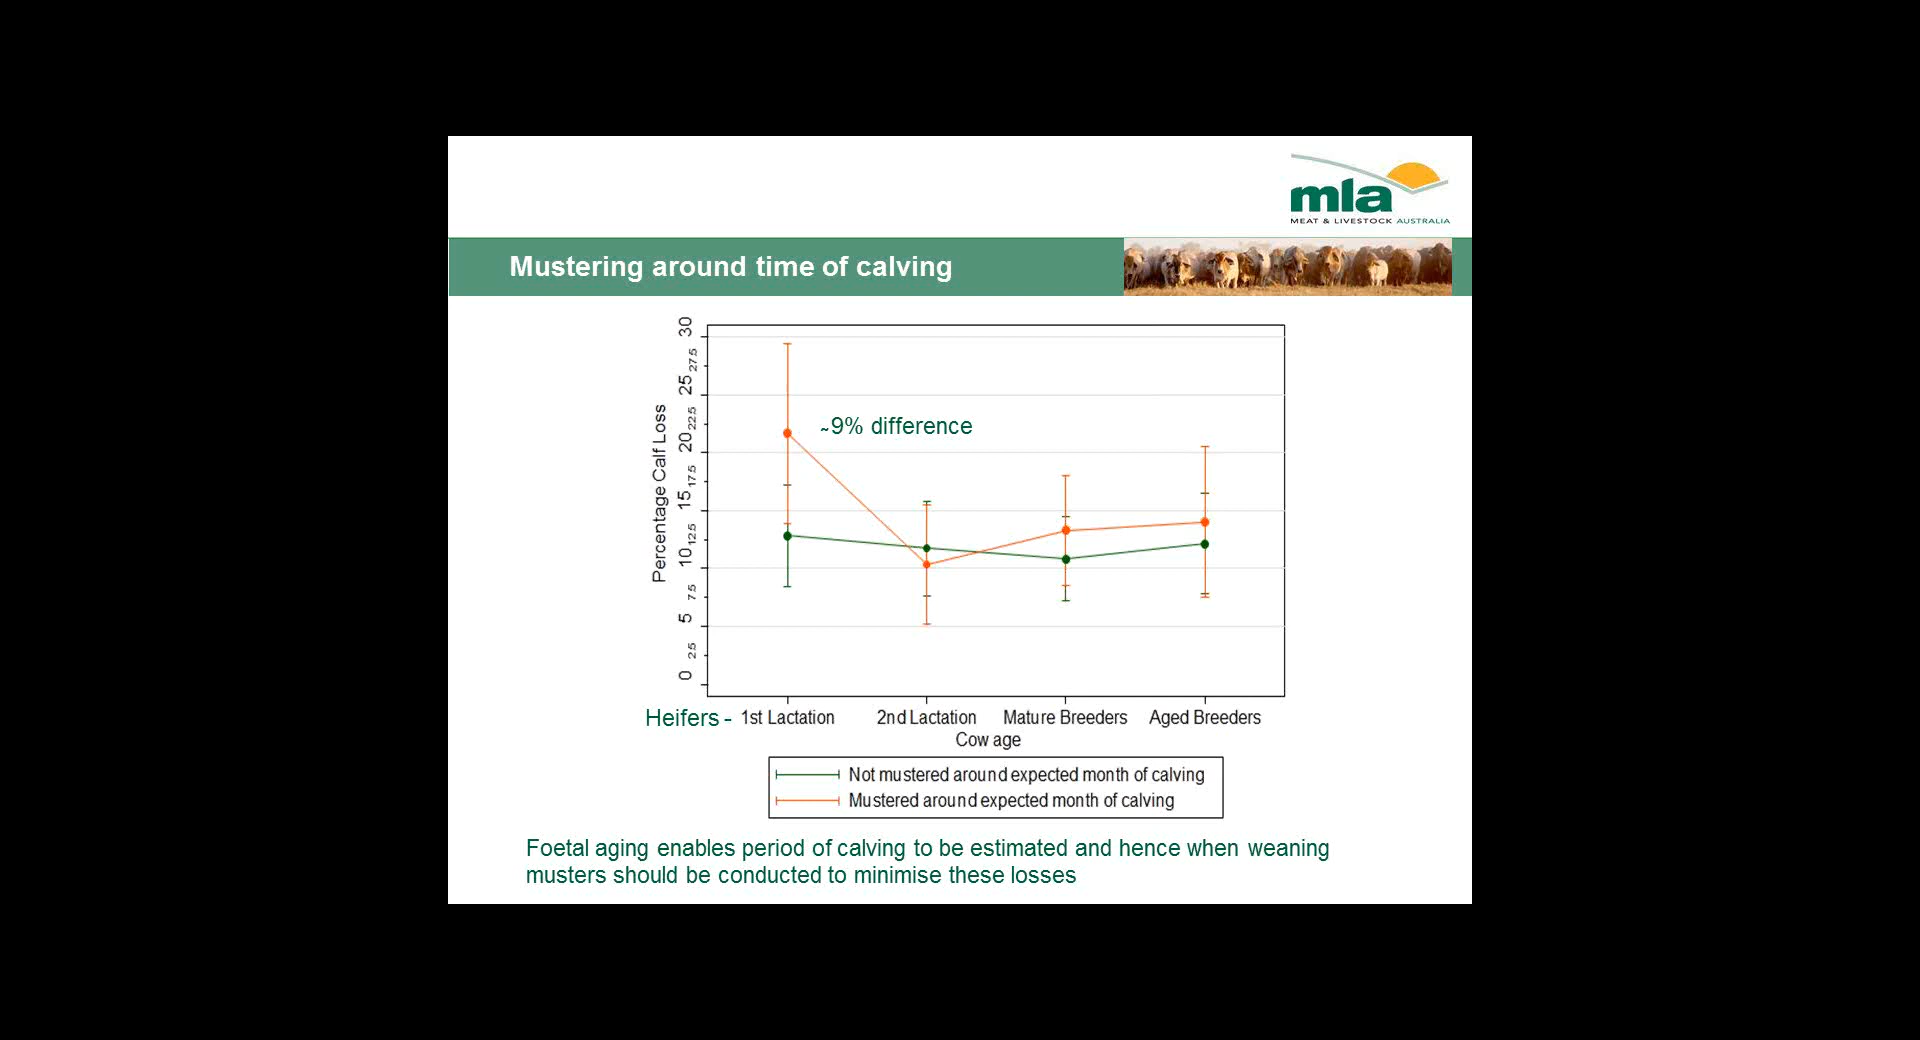 mla
MEAT & LIVESTOCK AUSTRALIA
Mustering around time of calving
30
27.5
25
22.5
20
17.5
15
12.5
10
7.5
5
2.5
0
Percentage Calf Loss
~9% difference
Heifers - 1st Lactation 2nd Lactation Mature Breeders Aged Breeders
Cow age
Not mustered around expected month of calving
Mustered around expected month of calving
Foetal aging enables period of calving to be estimated and hence when weaning
musters should be conducted to minimise these losses